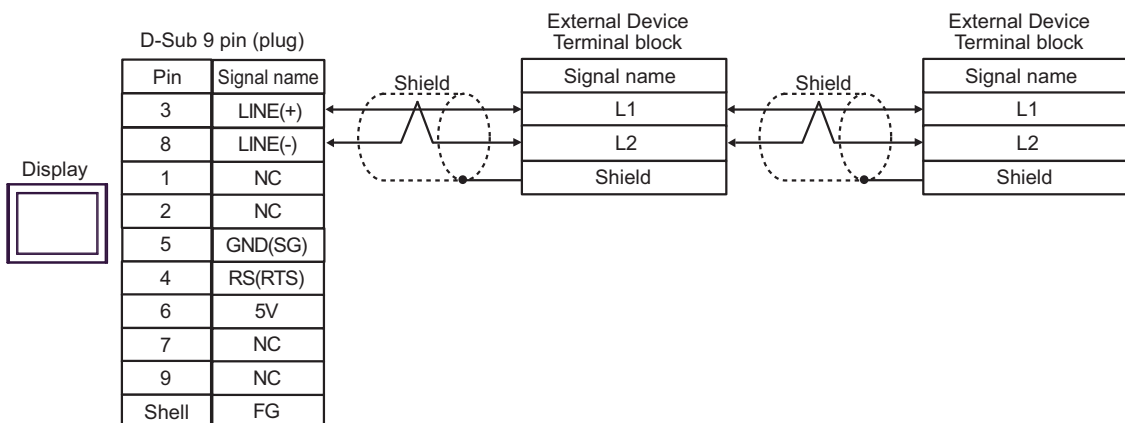 D-Sub 9 pin (plug)
External Device
Terminal block
External Device
Terminal block
Pin Signal name
Shield
Signal name
Shield
Signal name
3 LINE(+)
L1
L1
8 LINE(-)
L2
L2
Display
1 NC
Shield
Shield
2 NC
5 GND(SG)
4 RS(RTS)
6 5V
7 NC
9 NC
Shell FG